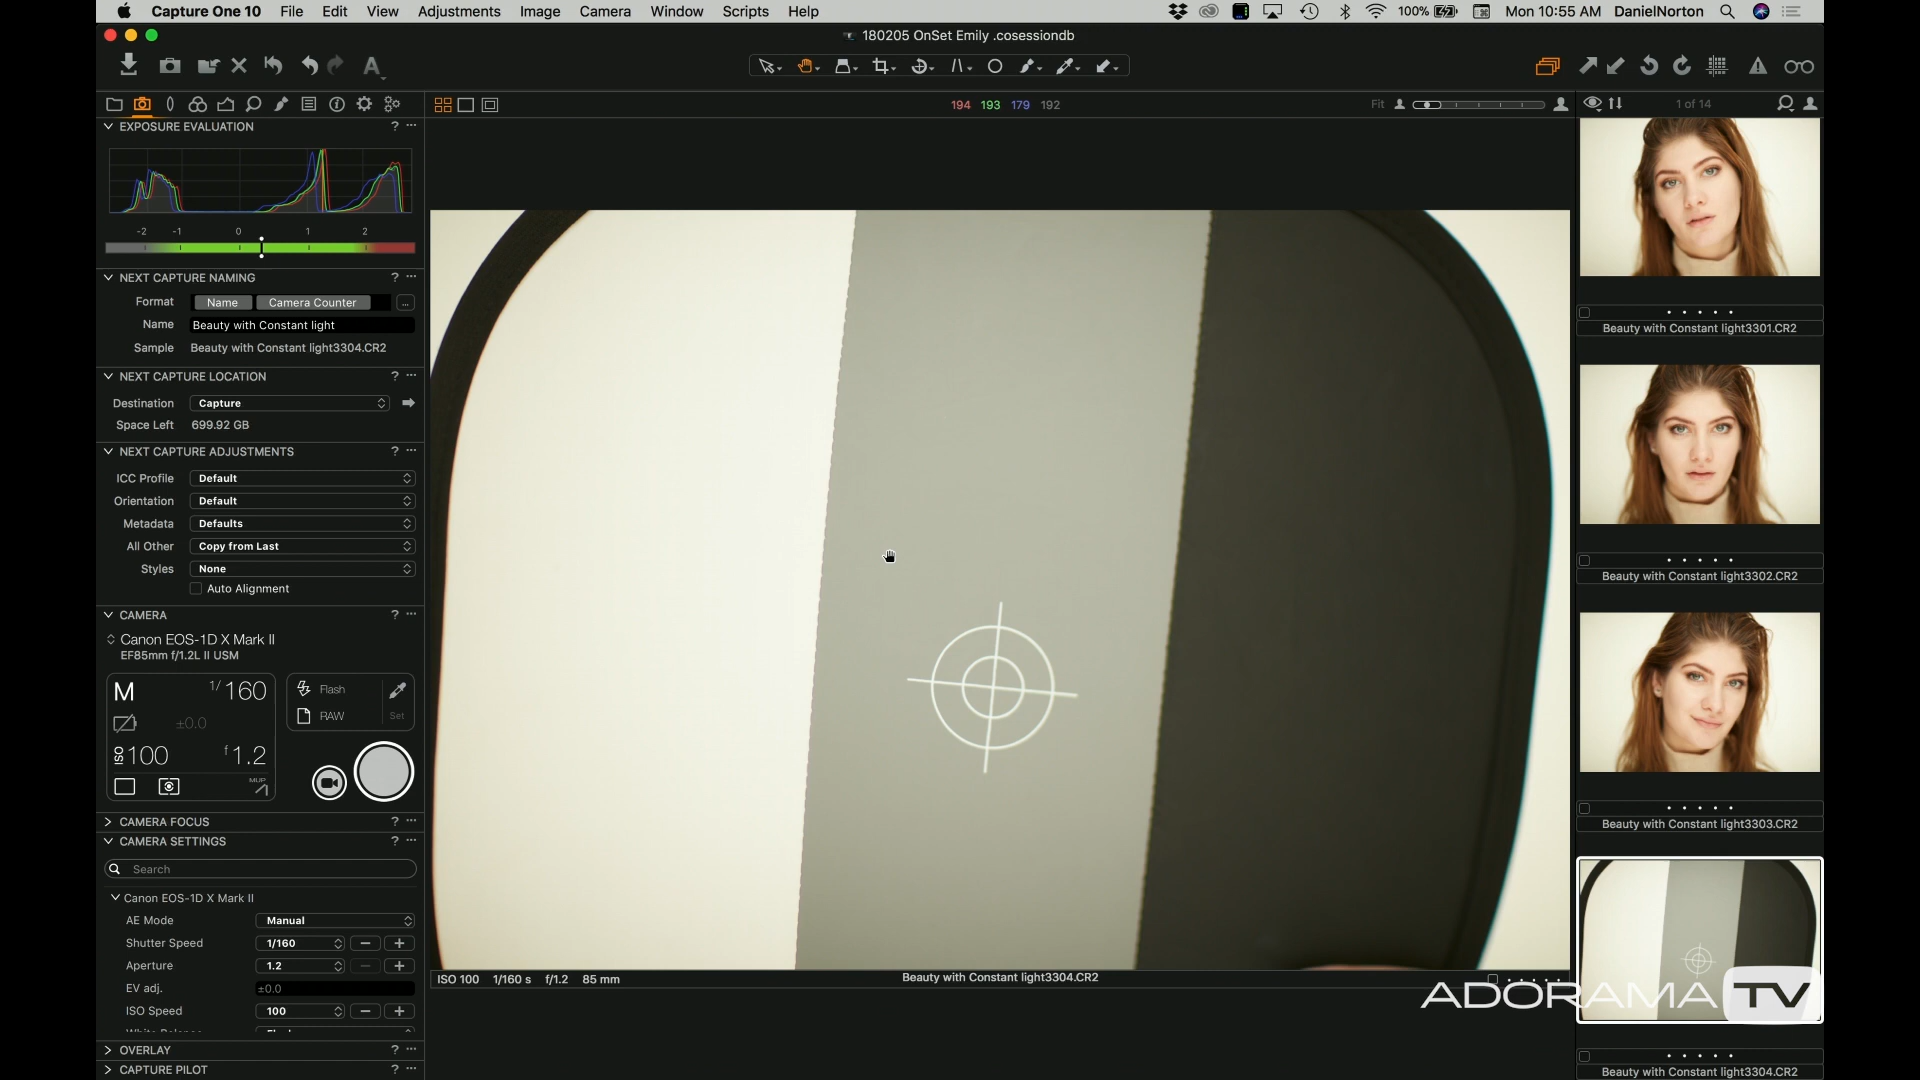 Capture One 10 File Edit View Adjustments Image Camera Window Scripts Help 100% Mon 10:55 AM DanielNorton
180205 OnSet Emily .cosessiondb
194 193 179 192 Fit 1 of 14
EXPOSURE EVALUATION ? ...
-2 -1 0 1 2
NEXT CAPTURE NAMING ? ...
Format Name Camera Counter ...
Name Beauty with Constant light
Sample Beauty with Constant light3304.CR2
NEXT CAPTURE LOCATION ? ...
Destination Capture
Space Left 699.92 GB
NEXT CAPTURE ADJUSTMENTS ? ...
ICC Profile Default
Orientation Default
Metadata Defaults
All Other Copy from Last
Styles None
Auto Alignment
CAMERA ? ...
Canon EOS-1D X Mark II
EF85mm f/1.2L II USM
M 1/ 160 Flash
±0.0 RAW Set
ISO 100 f 1.2
MUP
CAMERA FOCUS ? ...
CAMERA SETTINGS ? ...
Search
Canon EOS-1D X Mark II
AE Mode Manual
Shutter Speed 1/160 − +
Aperture 1.2 − +
EV adj. ±0.0
ISO Speed 100 − +
OVERLAY ? ...
CAPTURE PILOT ? ...
ISO 100 1/160 s f/1.2 85 mm Beauty with Constant light3304.CR2
Beauty with Constant light3301.CR2
Beauty with Constant light3302.CR2
Beauty with Constant light3303.CR2
ADORAMA TV
Beauty with Constant light3304.CR2